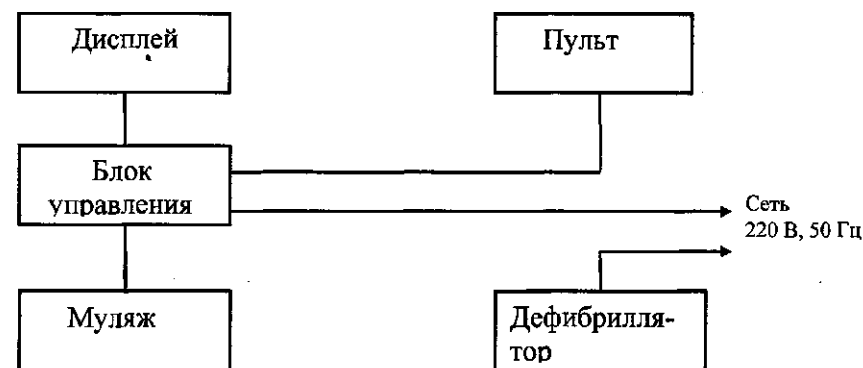 Дисплей
Пульт
Блок
управления
Сеть
220 В, 50 Гц
Муляж
Дефибрилля-
тор